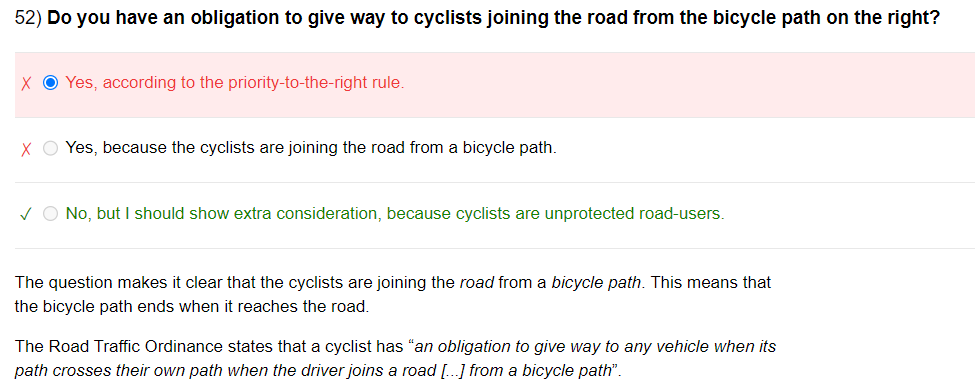 52) Do you have an obligation to give way to cyclists joining the road from the bicycle path on the right?
✗ Yes, according to the priority-to-the-right rule.
✗ Yes, because the cyclists are joining the road from a bicycle path.
✓ No, but I should show extra consideration, because cyclists are unprotected road-users.
The question makes it clear that the cyclists are joining the road from a bicycle path. This means that
the bicycle path ends when it reaches the road.
The Road Traffic Ordinance states that a cyclist has “an obligation to give way to any vehicle when its
path crosses their own path when the driver joins a road [...] from a bicycle path”.